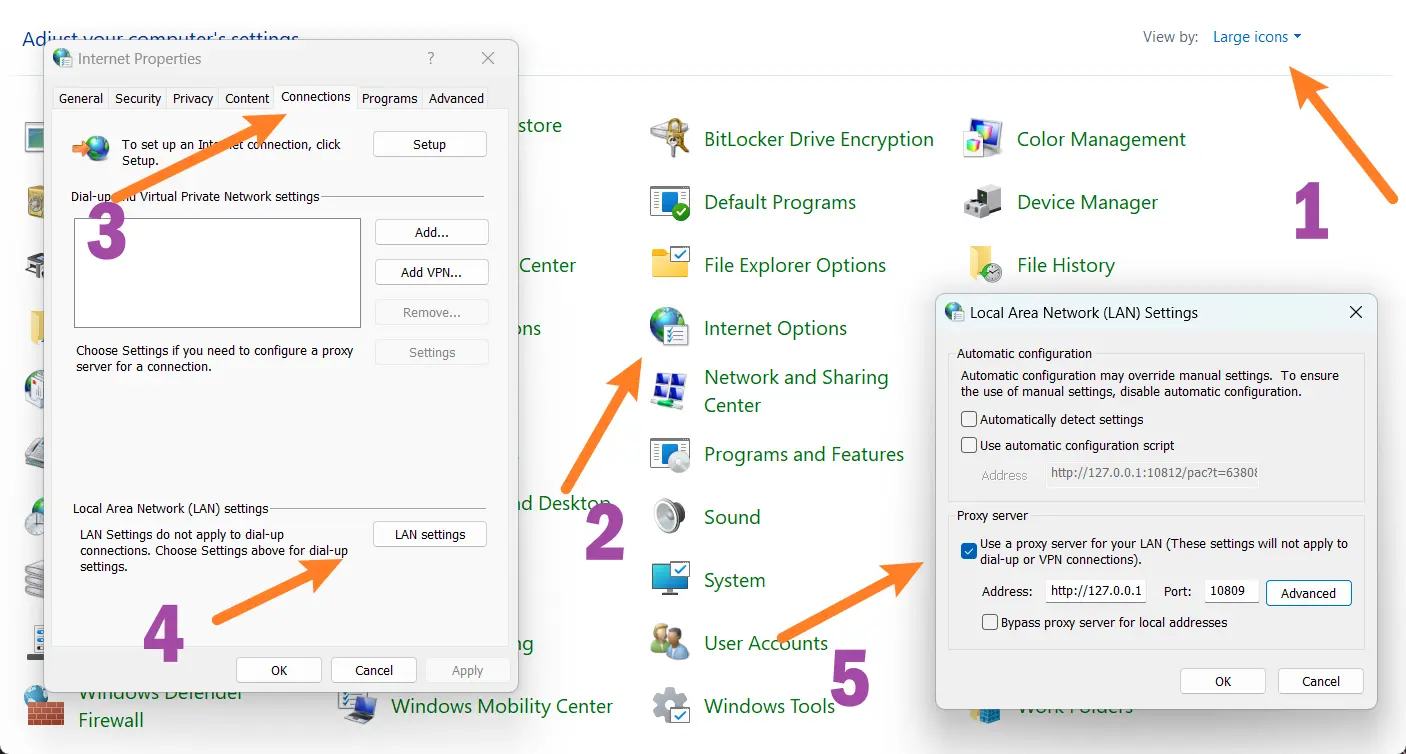 Adjust your computer's settings
View by: Large icons
Internet Properties
?
General Security Privacy Content Connections Programs Advanced
To set up an Internet connection, click
Setup.
Setup
Dial-up and Virtual Private Network settings
Add...
Add VPN...
Remove...
Settings
Choose Settings if you need to configure a proxy
server for a connection.
Local Area Network (LAN) settings
LAN Settings do not apply to dial-up
connections. Choose Settings above for dial-up
settings.
LAN settings
OK Cancel Apply
3
4
store
Center
ons
nd Desktop
ng
Windows Defender
Firewall
Windows Mobility Center
BitLocker Drive Encryption
Default Programs
File Explorer Options
Internet Options
Network and Sharing
Center
Programs and Features
Sound
System
User Accounts
Windows Tools
2
5
Color Management
Device Manager
File History
1
Local Area Network (LAN) Settings
Automatic configuration
Automatic configuration may override manual settings. To ensure
the use of manual settings, disable automatic configuration.
Automatically detect settings
Use automatic configuration script
Address http://127.0.0.1:10812/pac?t=6380
Proxy server
Use a proxy server for your LAN (These settings will not apply to
dial-up or VPN connections).
Address: http://127.0.0.1 Port: 10809 Advanced
Bypass proxy server for local addresses
OK Cancel
Work Folders